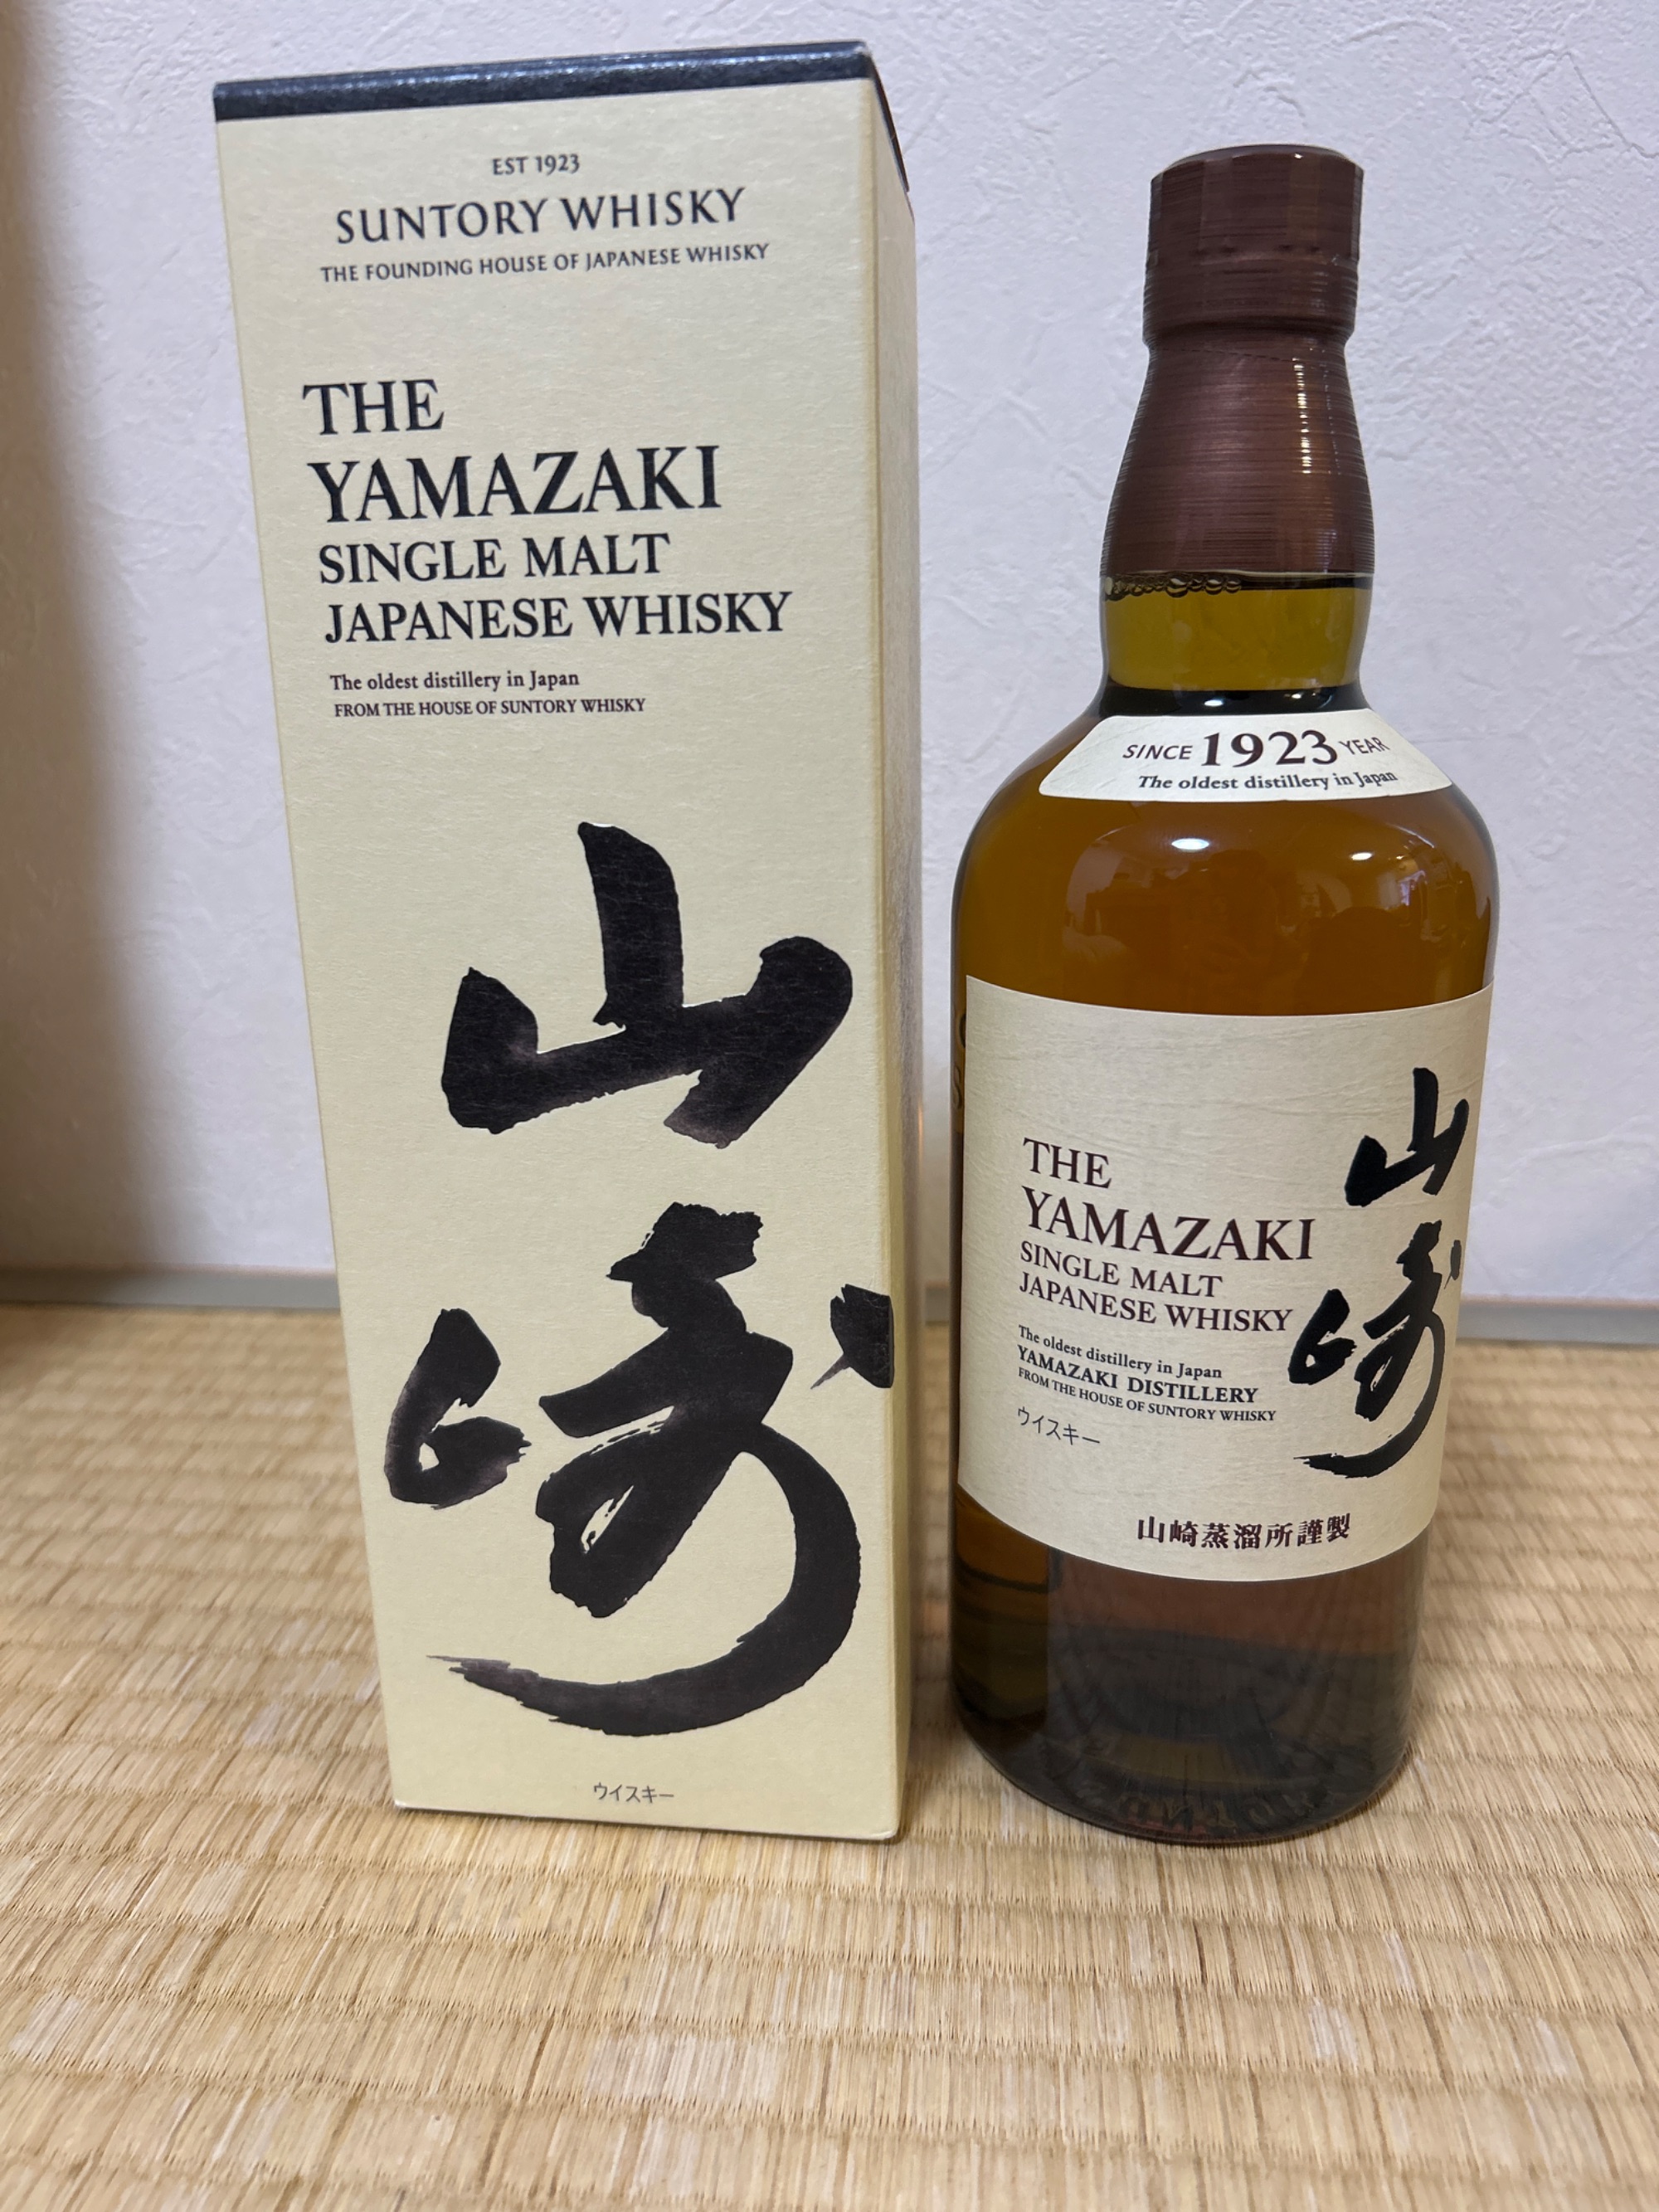 EST 1923
SUNTORY WHISKY
THE FOUNDING HOUSE OF JAPANESE WHISKY
THE
YAMAZAKI
SINGLE MALT
JAPANESE WHISKY
The oldest distillery in Japan
FROM THE HOUSE OF SUNTORY WHISKY
山
崎
ウイスキー
SINCE 1923 YEAR
The oldest distillery in Japan
THE
YAMAZAKI
SINGLE MALT
JAPANESE WHISKY
The oldest distillery in Japan
YAMAZAKI DISTILLERY
FROM THE HOUSE OF SUNTORY WHISKY
ウイスキー
山
崎
山崎蒸溜所謹製